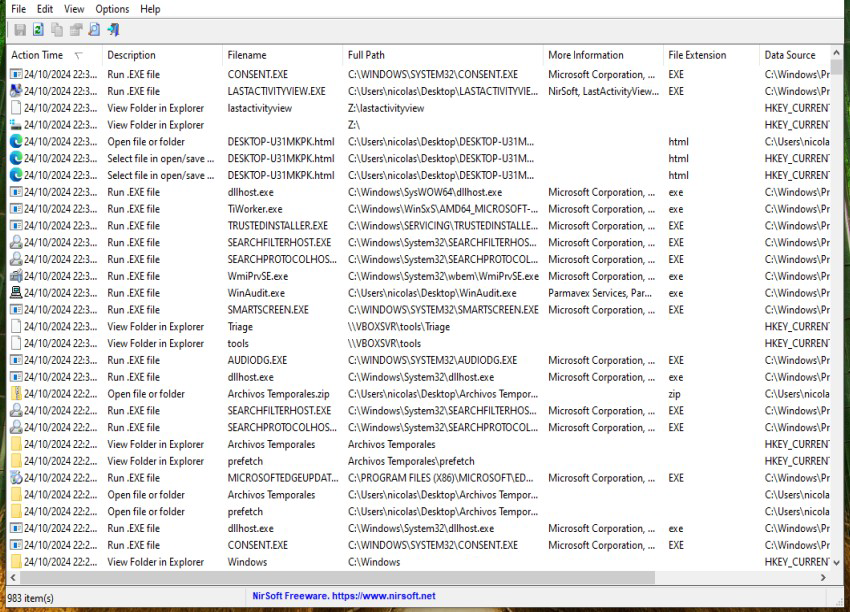 File Edit View Options Help
Action Time Description Filename Full Path More Information File Extension Data Source
24/10/2024 22:3... Run .EXE file CONSENT.EXE C:\WINDOWS\SYSTEM32\CONSENT.EXE Microsoft Corporation, ... EXE C:\Windows\Pr
24/10/2024 22:3... Run .EXE file LASTACTIVITYVIEW.EXE C:\Users\nicolas\Desktop\LASTACTIVITYVIE... NirSoft, LastActivityView... EXE C:\Windows\Pr
24/10/2024 22:3... View Folder in Explorer lastactivityview Z:\lastactivityview HKEY_CURREN
24/10/2024 22:3... View Folder in Explorer Z:\ HKEY_CURREN
24/10/2024 22:3... Open file or folder DESKTOP-U31MKPK.html C:\Users\nicolas\Desktop\DESKTOP-U31M... html C:\Users\nicola
24/10/2024 22:3... Select file in open/save ... DESKTOP-U31MKPK.html C:\Users\nicolas\Desktop\DESKTOP-U31M... html HKEY_CURREN
24/10/2024 22:3... Select file in open/save ... DESKTOP-U31MKPK.html C:\Users\nicolas\Desktop\DESKTOP-U31M... html HKEY_CURREN
24/10/2024 22:3... Run .EXE file dllhost.exe C:\Windows\SysWOW64\dllhost.exe Microsoft Corporation, ... exe C:\Windows\Pr
24/10/2024 22:3... Run .EXE file TiWorker.exe C:\Windows\WinSxS\AMD64_MICROSOFT-... Microsoft Corporation, ... exe C:\Windows\Pr
24/10/2024 22:3... Run .EXE file TRUSTEDINSTALLER.EXE C:\Windows\SERVICING\TRUSTEDINSTALLE... Microsoft Corporation, ... exe C:\Windows\Pr
24/10/2024 22:3... Run .EXE file SEARCHFILTERHOST.EXE C:\Windows\System32\SEARCHFILTERHOS... Microsoft Corporation, ... exe C:\Windows\Pr
24/10/2024 22:3... Run .EXE file SEARCHPROTOCOLHOS... C:\Windows\System32\SEARCHPROTOCOL... Microsoft Corporation, ... exe C:\Windows\Pr
24/10/2024 22:3... Run .EXE file WmiPrvSE.exe C:\Windows\System32\wbem\WmiPrvSE.exe Microsoft Corporation, ... exe C:\Windows\Pr
24/10/2024 22:3... Run .EXE file WinAudit.exe C:\Users\nicolas\Desktop\WinAudit.exe Parmavex Services, Par... exe C:\Windows\Pr
24/10/2024 22:3... Run .EXE file SMARTSCREEN.EXE C:\WINDOWS\SYSTEM32\SMARTSCREEN.EXE Microsoft Corporation, ... exe C:\Windows\Pr
24/10/2024 22:3... View Folder in Explorer Triage \\VBOXSVR\tools\Triage HKEY_CURREN
24/10/2024 22:3... View Folder in Explorer tools \\VBOXSVR\tools HKEY_CURREN
24/10/2024 22:3... Run .EXE file AUDIODG.EXE C:\WINDOWS\SYSTEM32\AUDIODG.EXE Microsoft Corporation, ... EXE C:\Windows\Pr
24/10/2024 22:3... Run .EXE file dllhost.exe C:\Windows\System32\dllhost.exe Microsoft Corporation, ... exe C:\Windows\Pr
24/10/2024 22:2... Open file or folder Archivos Temporales.zip C:\Users\nicolas\Desktop\Archivos Tempor... zip C:\Users\nicola
24/10/2024 22:2... Run .EXE file SEARCHFILTERHOST.EXE C:\Windows\System32\SEARCHFILTERHOS... Microsoft Corporation, ... EXE C:\Windows\Pr
24/10/2024 22:2... Run .EXE file SEARCHPROTOCOLHOS... C:\Windows\System32\SEARCHPROTOCOL... Microsoft Corporation, ... EXE C:\Windows\Pr
24/10/2024 22:2... View Folder in Explorer Archivos Temporales Archivos Temporales HKEY_CURREN
24/10/2024 22:2... View Folder in Explorer prefetch Archivos Temporales\prefetch HKEY_CURREN
24/10/2024 22:2... Run .EXE file MICROSOFTEDGEUPDAT... C:\PROGRAM FILES (X86)\MICROSOFT\ED... Microsoft Corporation, ... EXE C:\Windows\Pr
24/10/2024 22:2... Open file or folder Archivos Temporales C:\Users\nicolas\Desktop\Archivos Tempor... C:\Users\nicola
24/10/2024 22:2... Open file or folder prefetch C:\Users\nicolas\Desktop\Archivos Tempor... C:\Users\nicola
24/10/2024 22:2... Run .EXE file dllhost.exe C:\Windows\System32\dllhost.exe Microsoft Corporation, ... exe C:\Windows\Pr
24/10/2024 22:2... Run .EXE file CONSENT.EXE C:\WINDOWS\SYSTEM32\CONSENT.EXE Microsoft Corporation, ... EXE C:\Windows\Pr
24/10/2024 22:2... View Folder in Explorer Windows C:\Windows HKEY_CURREN
983 item(s) NirSoft Freeware. https://www.nirsoft.net